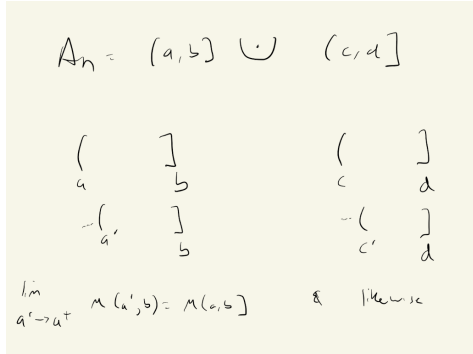 An = (a,b] ⊍ (c,d]
( ] ( ]
a b c d
--( ] --( ]
a' b c' d
lim a'→a⁺ M(a',b) = M(a,b] & likewise